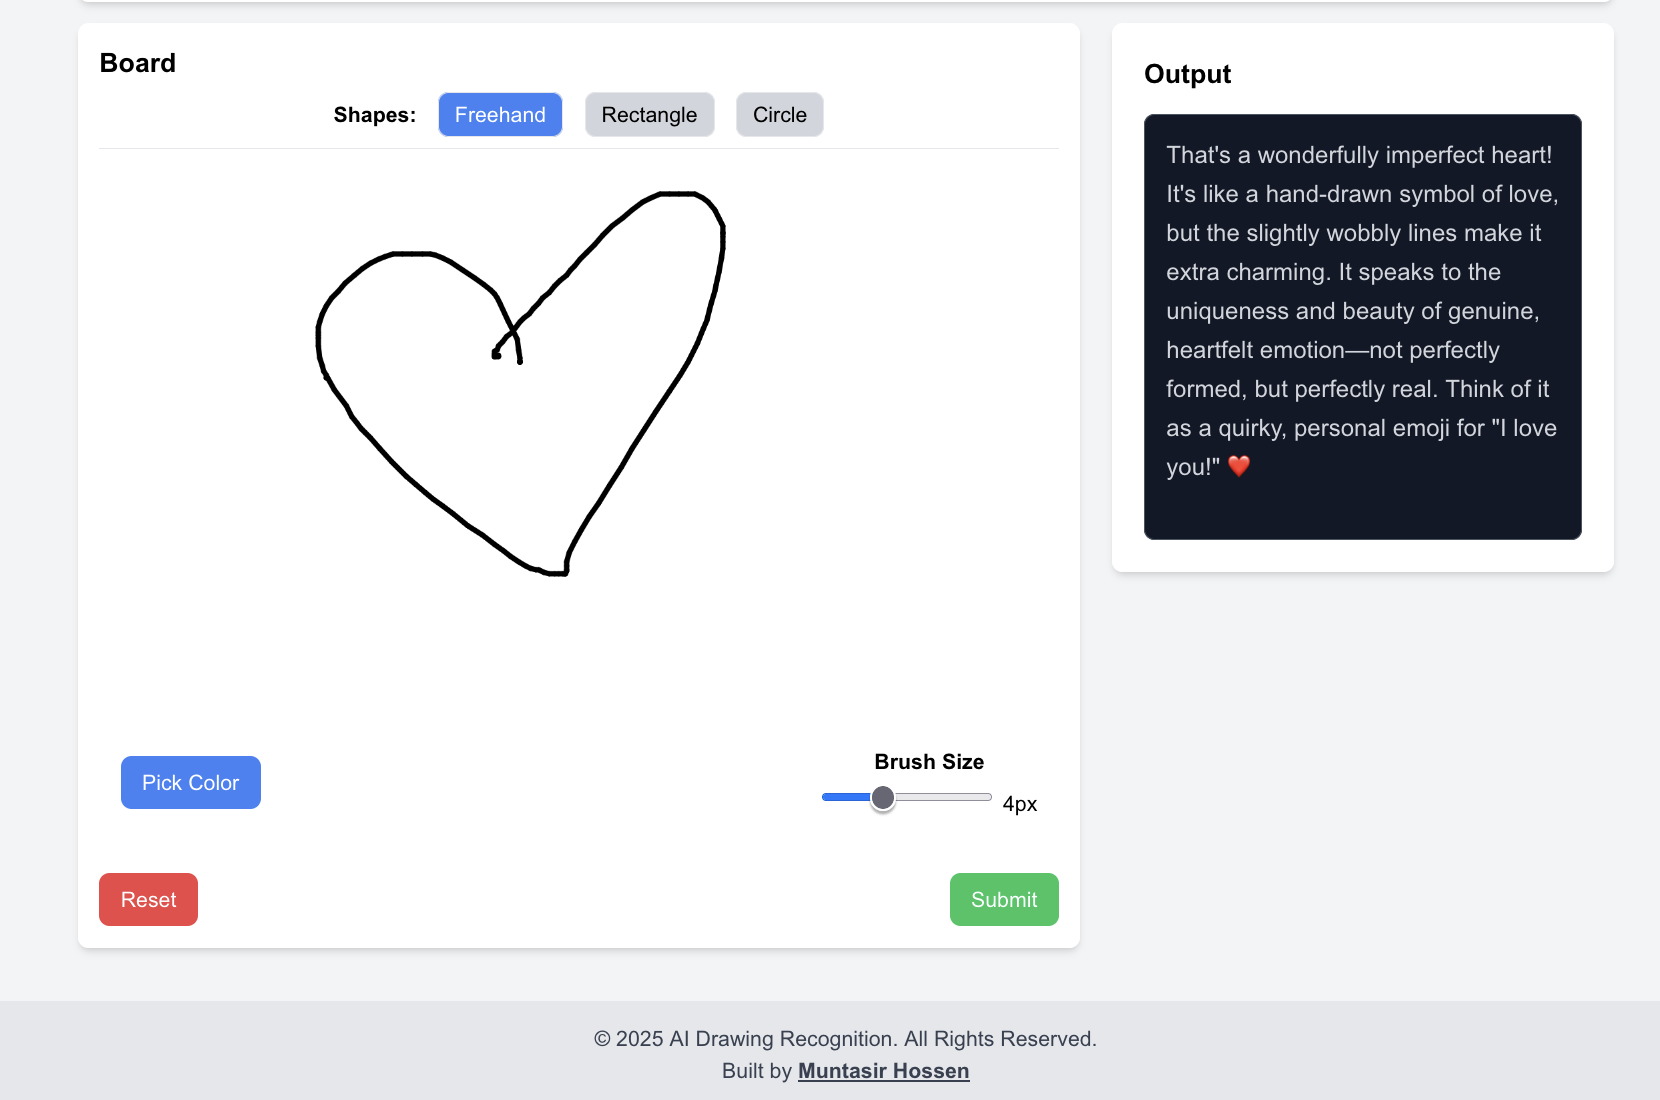 Board
Shapes: Freehand Rectangle Circle
Pick Color
Brush Size
4px
Reset
Submit
Output
That's a wonderfully imperfect heart!
It's like a hand-drawn symbol of love,
but the slightly wobbly lines make it
extra charming. It speaks to the
uniqueness and beauty of genuine,
heartfelt emotion—not perfectly
formed, but perfectly real. Think of it
as a quirky, personal emoji for "I love
you!" ❤️
© 2025 AI Drawing Recognition. All Rights Reserved.
Built by Muntasir Hossen